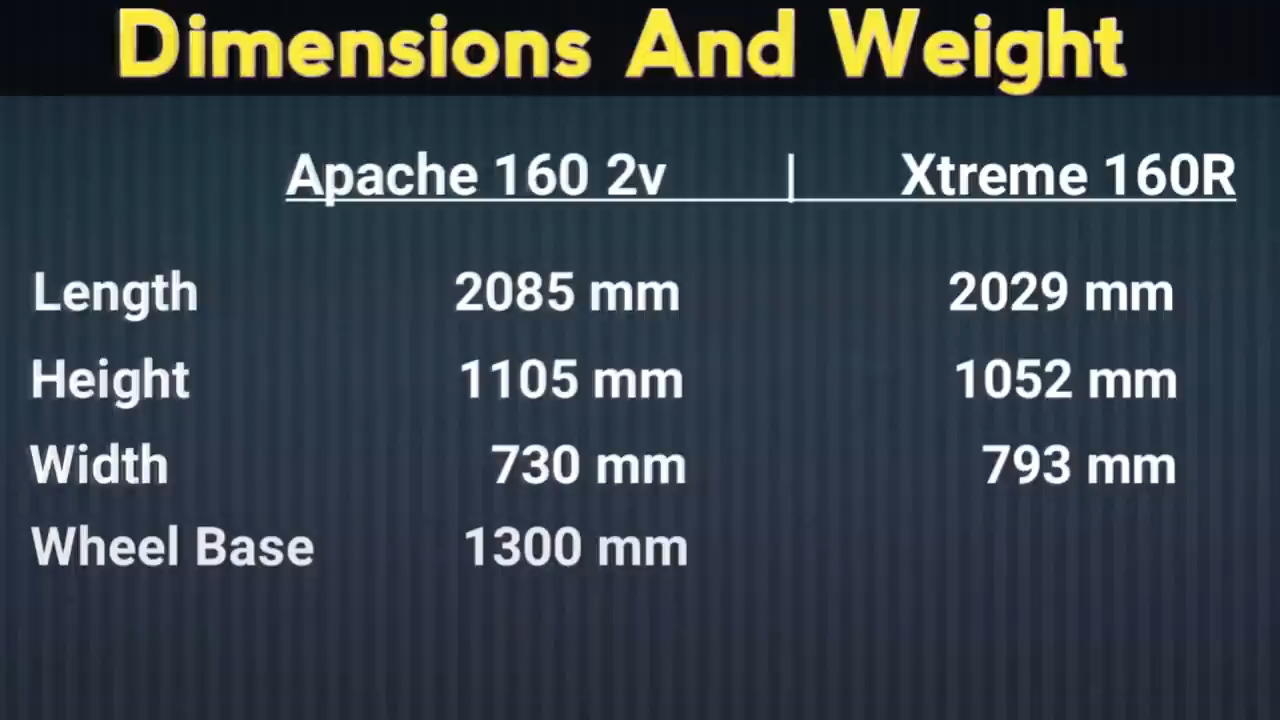 Dimensions And Weight
Apache 160 2v | Xtreme 160R
Length 2085 mm 2029 mm
Height 1105 mm 1052 mm
Width 730 mm 793 mm
Wheel Base 1300 mm